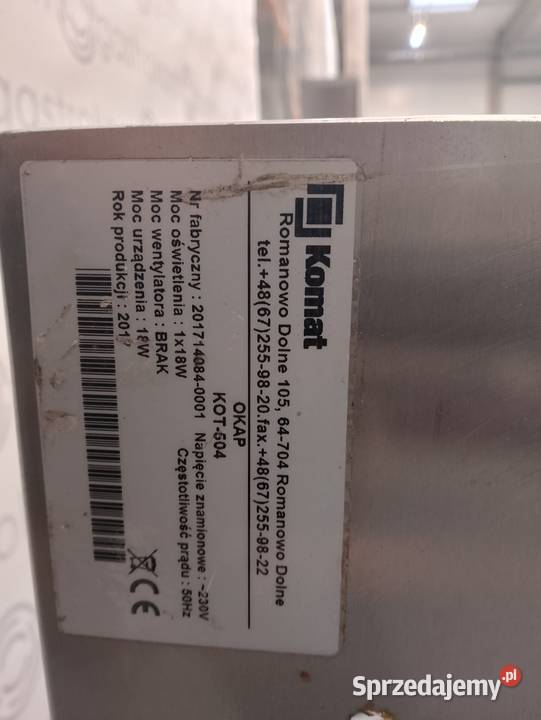 Komat
Romanowo Dolne 105, 64-704 Romanowo Dolne
tel.+48(67)255-98-20.fax.+48(67)255-98-22
OKAP
KOT-504
Nr fabryczny : 201714084-0001 Napięcie znamionowe : ~230V
Moc oświetlenia : 1x18W Częstotliwość prądu : 50Hz
Moc wentylatora : BRAK
Moc urządzenia : 18W
Rok produkcji :
CE
Sprzedajemy.pl